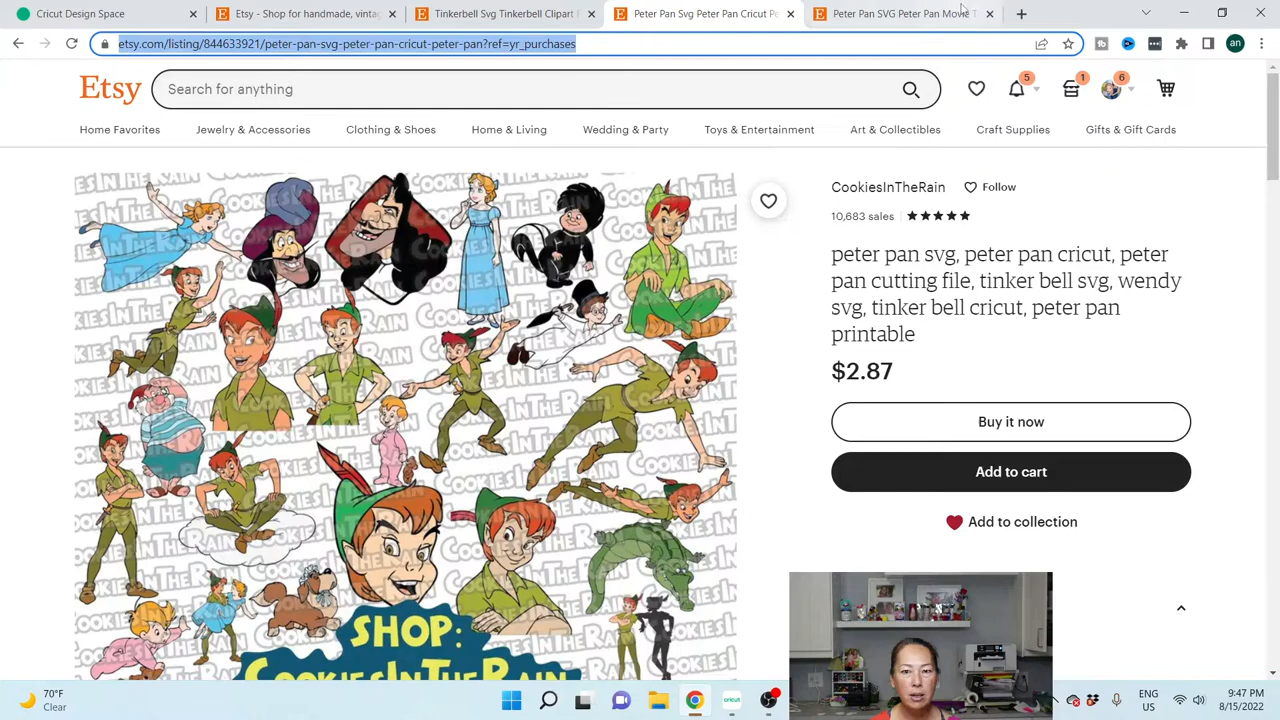 Cricut Design Space
Etsy - Shop for handmade, vintag
Tinkerbell Svg Tinkerbell Clipart F
Peter Pan Svg Peter Pan Cricut Pe
Peter Pan SVG Peter Pan Movie T
etsy.com/listing/844633921/peter-pan-svg-peter-pan-cricut-peter-pan?ref=yr_purchases
an
Etsy
Search for anything
5
1
6
Home Favorites
Jewelry & Accessories
Clothing & Shoes
Home & Living
Wedding & Party
Toys & Entertainment
Art & Collectibles
Craft Supplies
Gifts & Gift Cards
CookiesInTheRain
Follow
10,683 sales
peter pan svg, peter pan cricut, peter
pan cutting file, tinker bell svg, wendy
svg, tinker bell cricut, peter pan
printable
$2.87
Buy it now
Add to cart
Add to collection
SHOP:
CookiesInTheRain
70°F
Clear
cricut
ENG
US
9:47 PM
8/15/2022